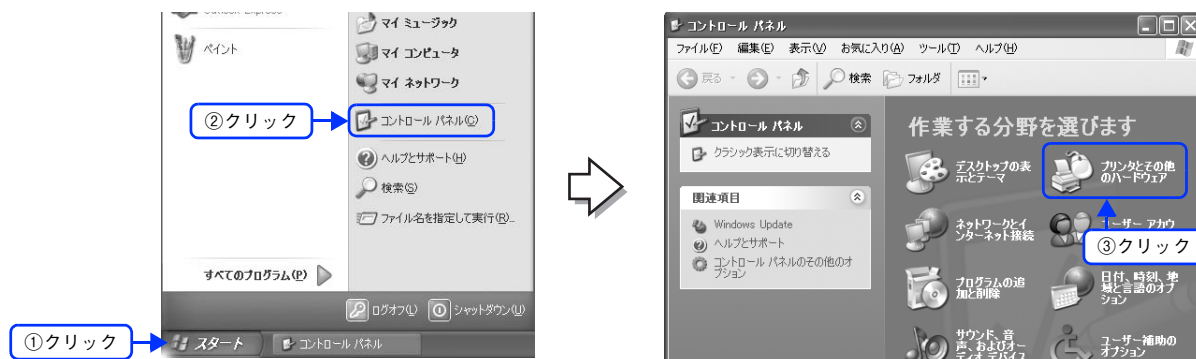 マイ ミュージック
ペイント
マイ コンピュータ
マイ ネットワーク
②クリック
コントロール パネル(C)
ヘルプとサポート(H)
検索(S)
ファイル名を指定して実行(R)...
すべてのプログラム(P)
ログオフ(L)
シャットダウン(U)
①クリック
スタート
コントロール パネル
コントロール パネル
ファイル(F) 編集(E) 表示(V) お気に入り(A) ツール(T) ヘルプ(H)
戻る
検索
フォルダ
コントロール パネル
クラシック表示に切り替える
関連項目
Windows Update
ヘルプとサポート
コントロール パネルのその他のオ
プション
作業する分野を選びます
デスクトップの表
示とテーマ
プリンタとその他
のハードウェア
ネットワークとイ
ンターネット接続
ユーザー アカウ
③クリック
プログラムの追
加と削除
日付、時刻、地
域と言語のオプ
ション
サウンド、音
声、およびオー
ディオ デバイス
ユーザー補助の
オプション